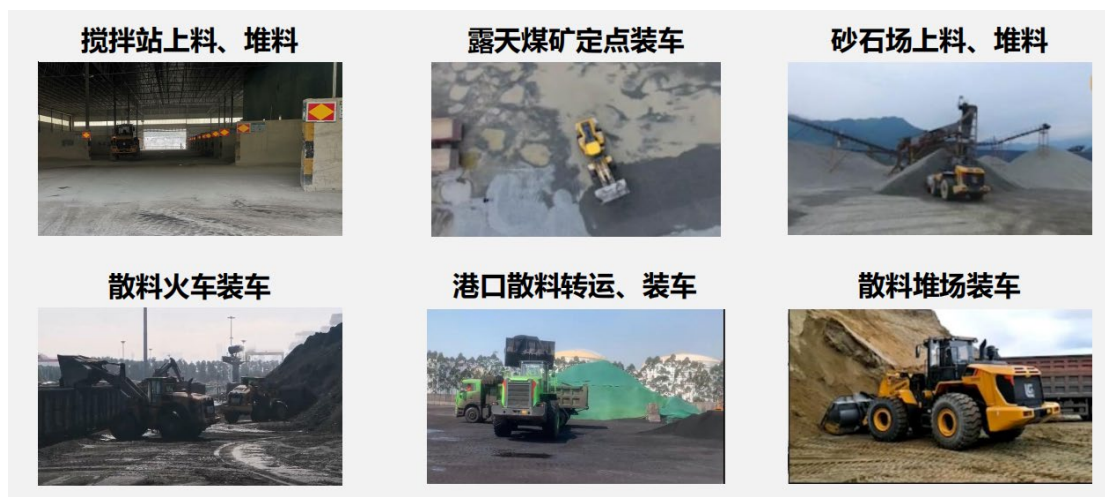 搅拌站上料、堆料
露天煤矿定点装车
砂石场上料、堆料
散料火车装车
港口散料转运、装车
散料堆场装车